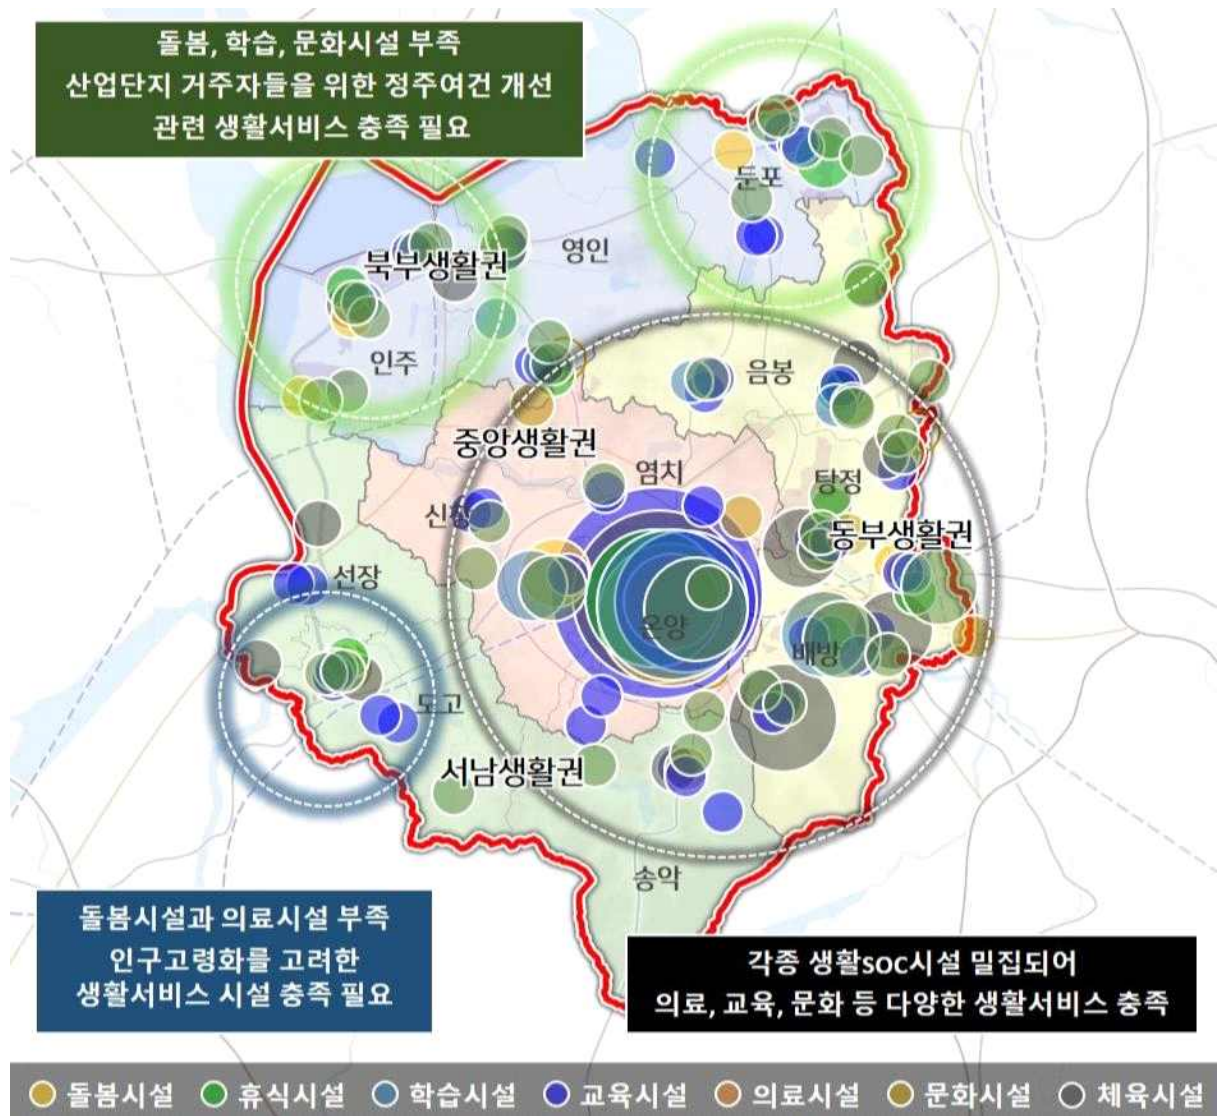 돌봄, 학습, 문화시설 부족
산업단지 거주자들을 위한 정주여건 개선
관련 생활서비스 충족 필요
둔포
영인
북부생활권
인주
음봉
중앙생활권
염치
탕정
신창
동부생활권
선장
온양
배방
도고
서남생활권
송악
돌봄시설과 의료시설 부족
인구고령화를 고려한
생활서비스 시설 충족 필요
각종 생활soc시설 밀집되어
의료, 교육, 문화 등 다양한 생활서비스 충족
돌봄시설 휴식시설 학습시설 교육시설 의료시설 문화시설 체육시설